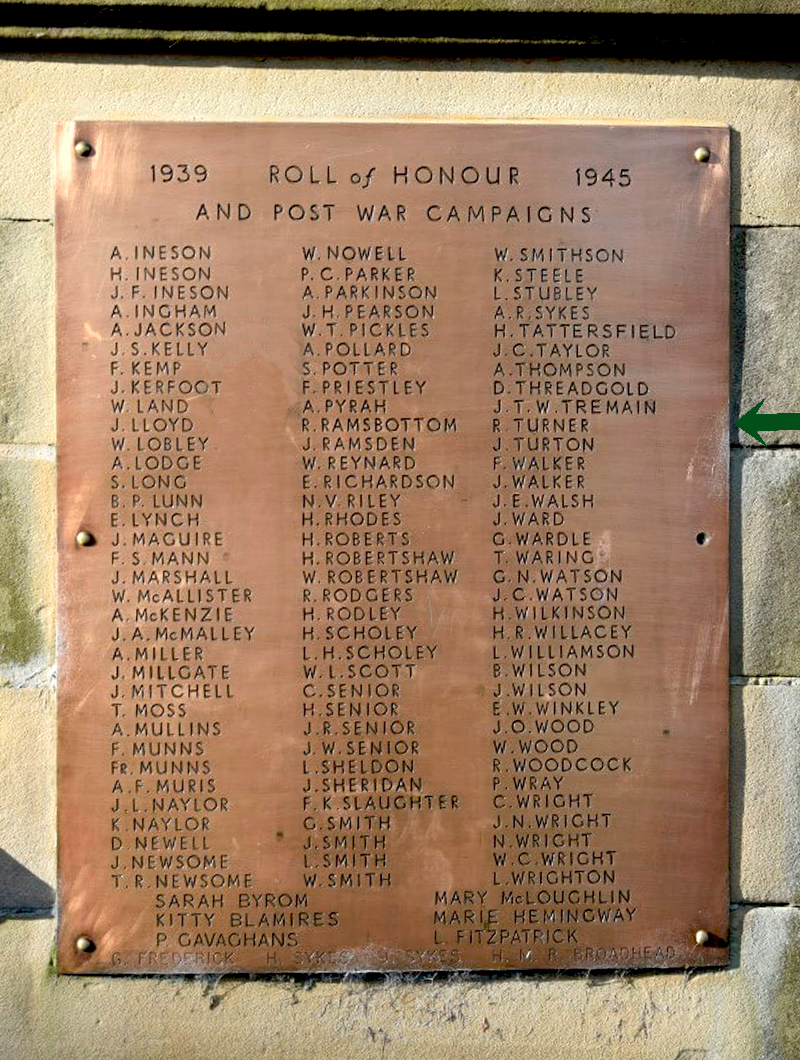 1939 ROLL of HONOUR 1945
AND POST WAR CAMPAIGNS
A. INESON W. NOWELL W. SMITHSON
H. INESON P. C. PARKER K. STEELE
J. F. INESON A. PARKINSON L. STUBLEY
A. INGHAM J. H. PEARSON A. R. SYKES
A. JACKSON W. T. PICKLES H. TATTERSFIELD
J. S. KELLY A. POLLARD J. C. TAYLOR
F. KEMP S. POTTER A. THOMPSON
J. KERFOOT F. PRIESTLEY D. THREADGOLD
W. LAND A. PYRAH J. T. W. TREMAIN
J. LLOYD R. RAMSBOTTOM R. TURNER
W. LOBLEY J. RAMSDEN J. TURTON
A. LODGE W. REYNARD F. WALKER
S. LONG E. RICHARDSON J. WALKER
B. P. LUNN N. V. RILEY J. E. WALSH
E. LYNCH H. RHODES J. WARD
J. MAGUIRE H. ROBERTS G. WARDLE
F. S. MANN H. ROBERTSHAW T. WARING
J. MARSHALL W. ROBERTSHAW G. N. WATSON
W. McALLISTER R. RODGERS J. C. WATSON
A. McKENZIE H. RODLEY H. WILKINSON
J. A. McMALLEY H. SCHOLEY H. R. WILLACEY
A. MILLER L. H. SCHOLEY L. WILLIAMSON
J. MILLGATE W. L. SCOTT B. WILSON
J. MITCHELL C. SENIOR J. WILSON
T. MOSS H. SENIOR E. W. WINKLEY
A. MULLINS J. R. SENIOR J. O. WOOD
F. MUNNS J. W. SENIOR W. WOOD
FR. MUNNS L. SHELDON R. WOODCOCK
A. F. MURIS J. SHERIDAN P. WRAY
J. L. NAYLOR F. K. SLAUGHTER C. WRIGHT
K. NAYLOR G. SMITH J. N. WRIGHT
D. NEWELL J. SMITH N. WRIGHT
J. NEWSOME L. SMITH W. C. WRIGHT
T. R. NEWSOME W. SMITH L. WRIGHTON
SARAH BYROM MARY McLOUGHLIN
KITTY BLAMIRES MARIE HEMINGWAY
P. GAVAGHANS L. FITZPATRICK
G. FREDERICK H. SYKES SYKES H. M. R. BROADHEAD